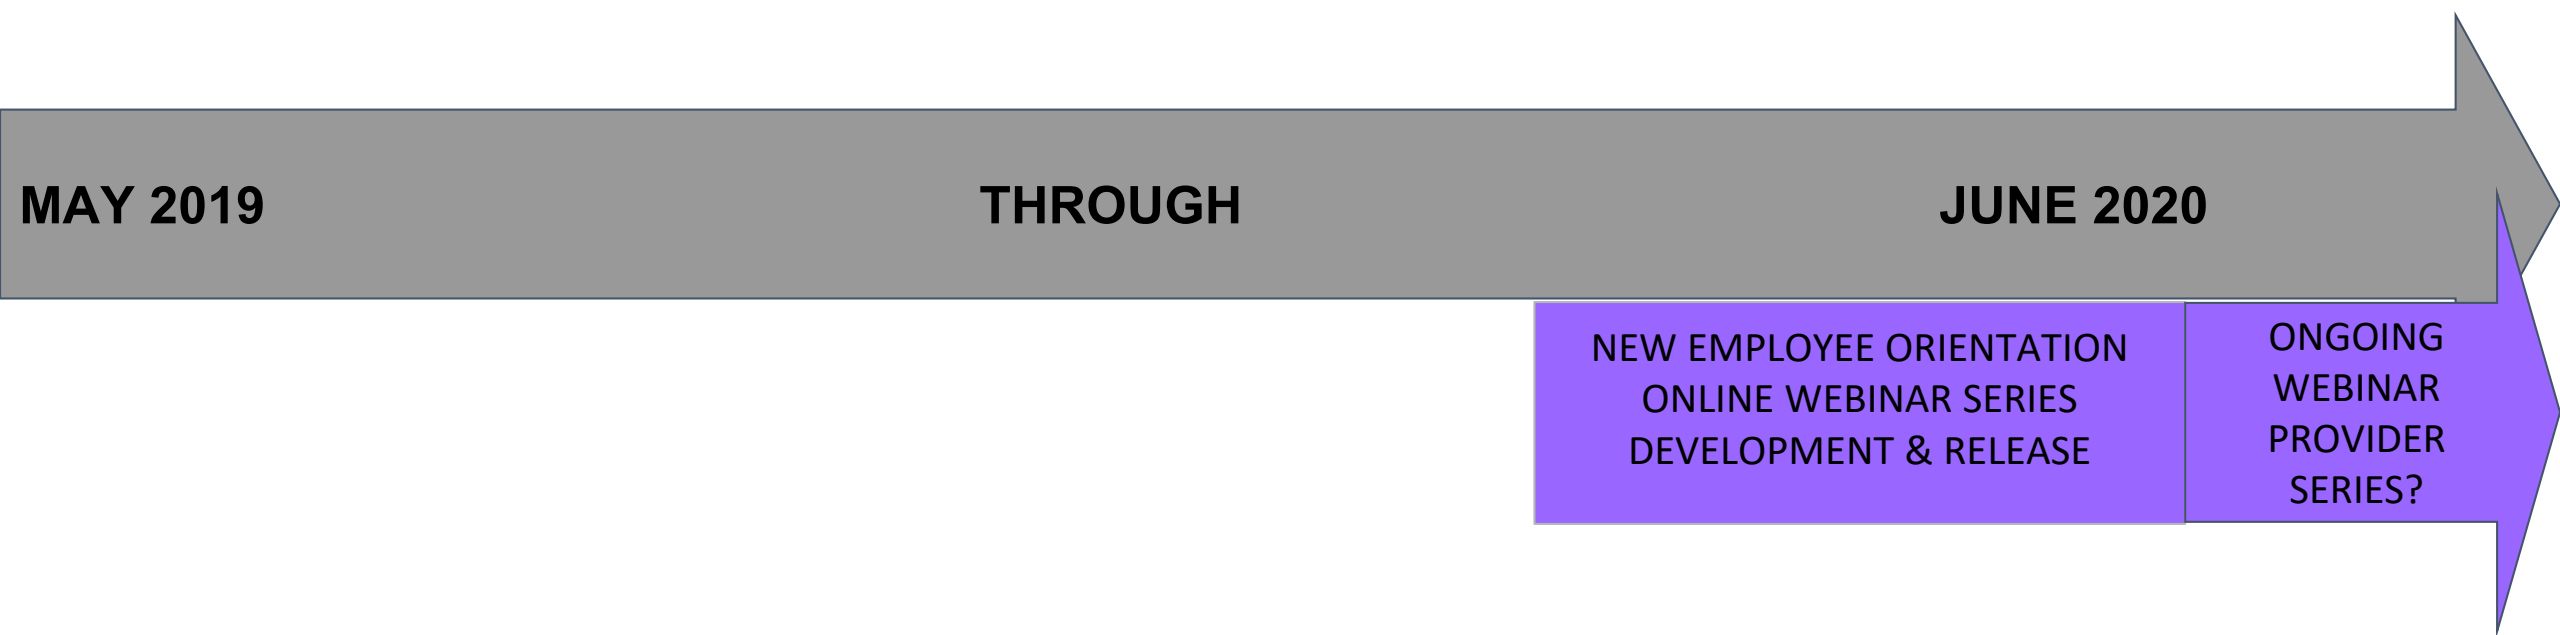 MAY 2019 THROUGH JUNE 2020
NEW EMPLOYEE ORIENTATION
ONLINE WEBINAR SERIES
DEVELOPMENT & RELEASE
ONGOING
WEBINAR
PROVIDER
SERIES?